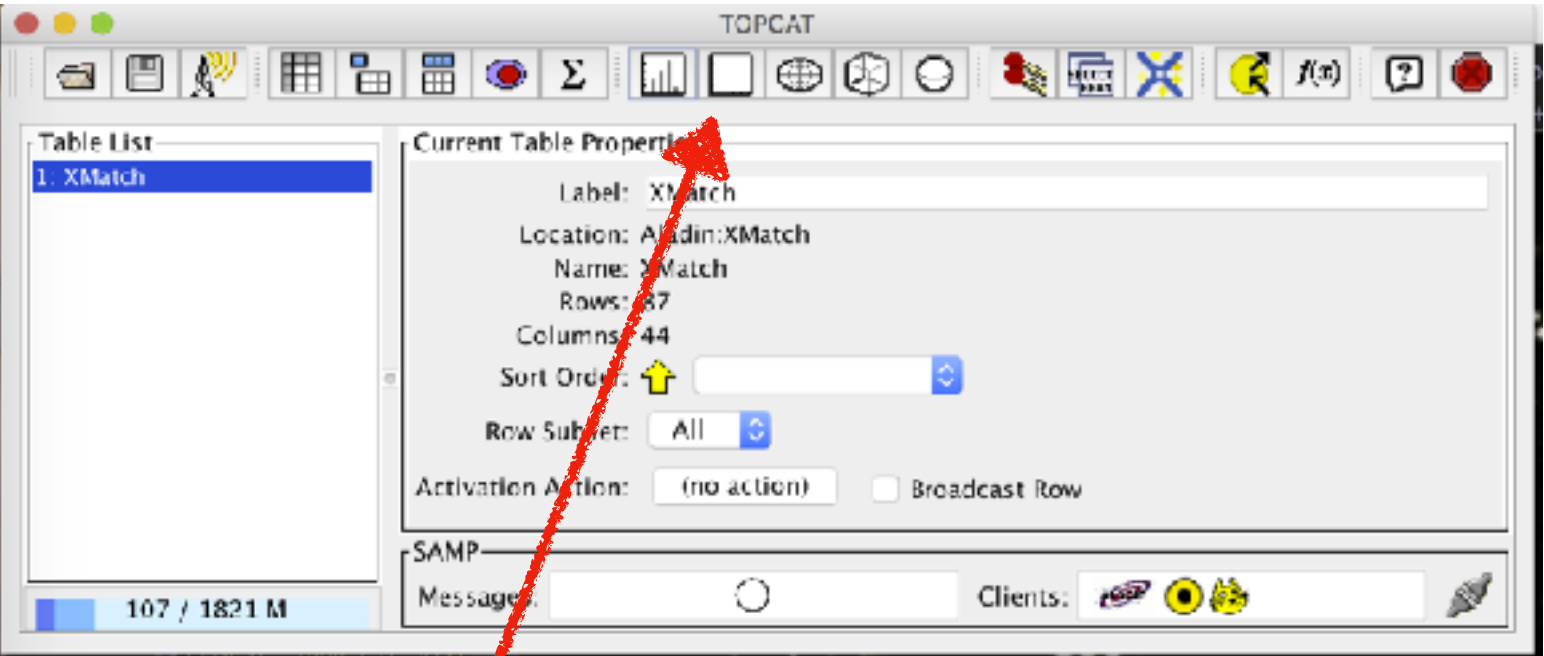 TOPCAT
Σ
f(x)
?
Table List
1: XMatch
Current Table Properties
Label: XMatch
Location: Aladin:XMatch
Name: XMatch
Rows: 87
Columns: 44
Sort Order:
Row Subset: All
Activation Action: (no action) Broadcast Row
SAMP
Messages: Clients:
107 / 1821 M